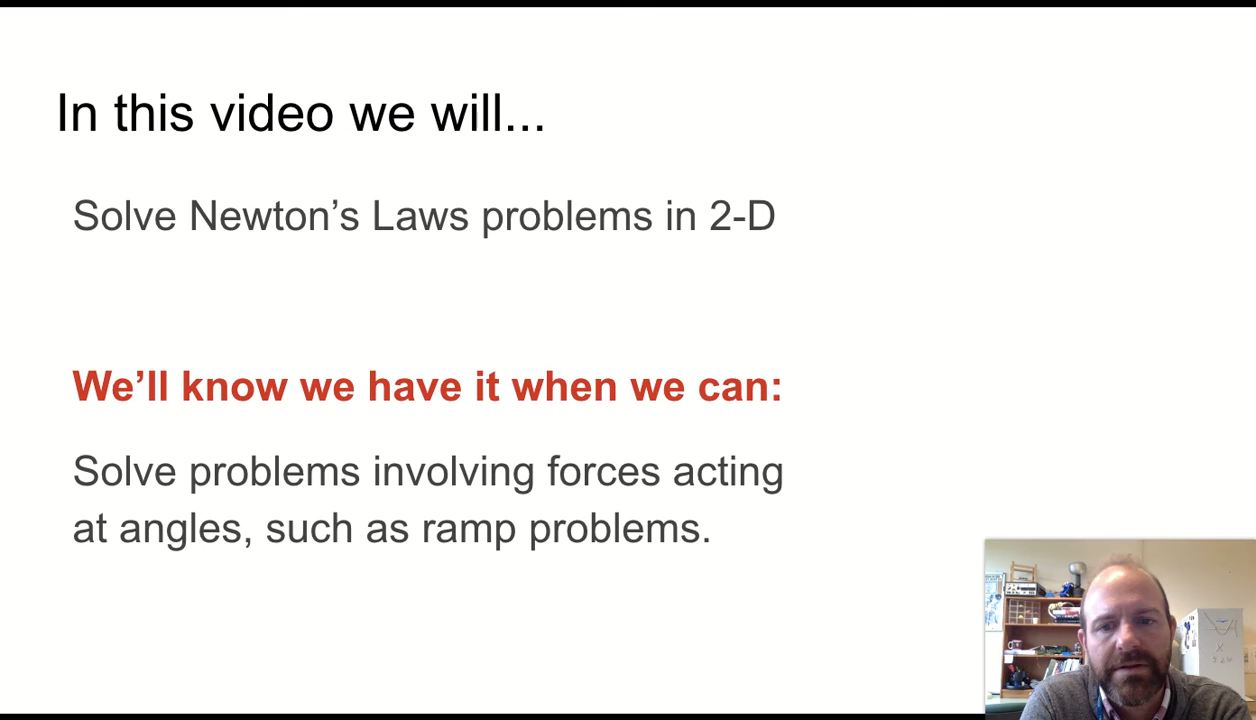 In this video we will...
Solve Newton’s Laws problems in 2-D
We’ll know we have it when we can:
Solve problems involving forces acting
at angles, such as ramp problems.